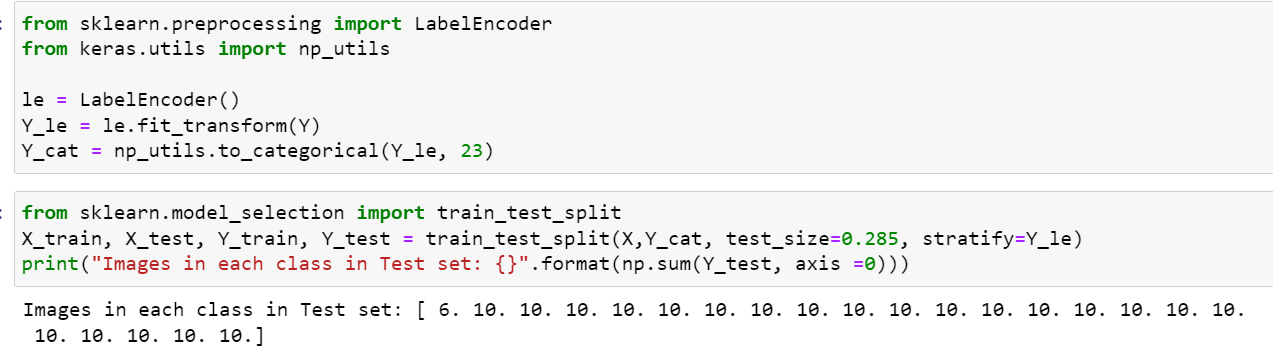 from sklearn.preprocessing import LabelEncoder
from keras.utils import np_utils
le = LabelEncoder()
Y_le = le.fit_transform(Y)
Y_cat = np_utils.to_categorical(Y_le, 23)
from sklearn.model_selection import train_test_split
X_train, X_test, Y_train, Y_test = train_test_split(X,Y_cat, test_size=0.285, stratify=Y_le)
print("Images in each class in Test set: {}".format(np.sum(Y_test, axis =0)))
Images in each class in Test set: [ 6. 10. 10. 10. 10. 10. 10. 10. 10. 10. 10. 10. 10. 10. 10. 10. 10. 10.
10. 10. 10. 10. 10.]